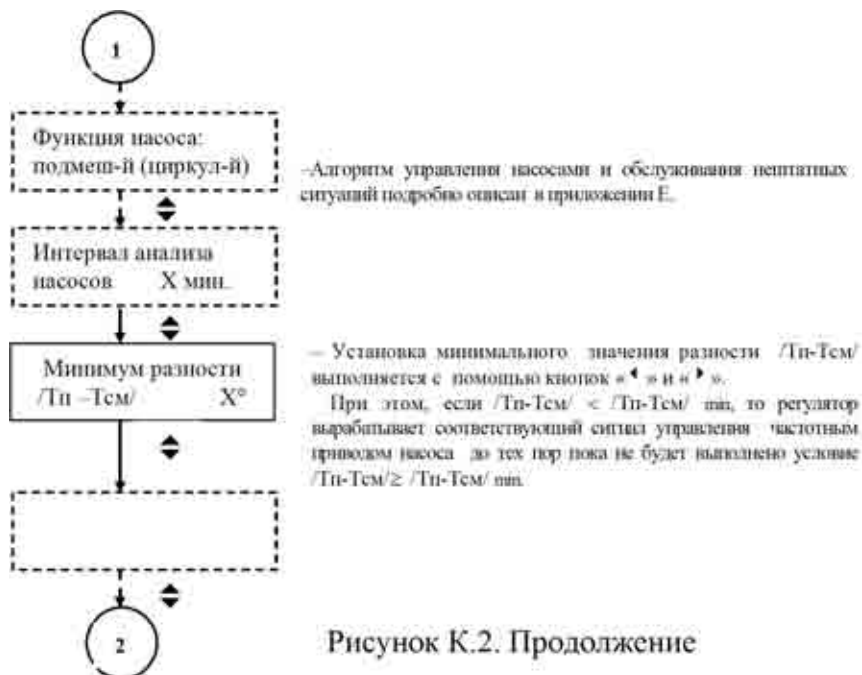 1
Функция насоса:
подмеш-й (циркул-й)
–Алгоритм управления насосами и обслуживания нештатных
ситуаций подробно описан в приложении Е.
Интервал анализа
насосов X мин.
Минимум разности
/Тп –Тсм/ X°
– Установка минимального значения разности /Тп-Тсм/
выполняется с помощью кнопок « » и « ».
При этом, если /Тп-Тсм/ < /Тп-Тсм/ min, то регулятор
вырабатывает соответствующий сигнал управления частотным
приводом насоса до тех пор пока не будет выполнено условие
/Тп-Тсм/≥ /Тп-Тсм/ min.
2
Рисунок К.2. Продолжение